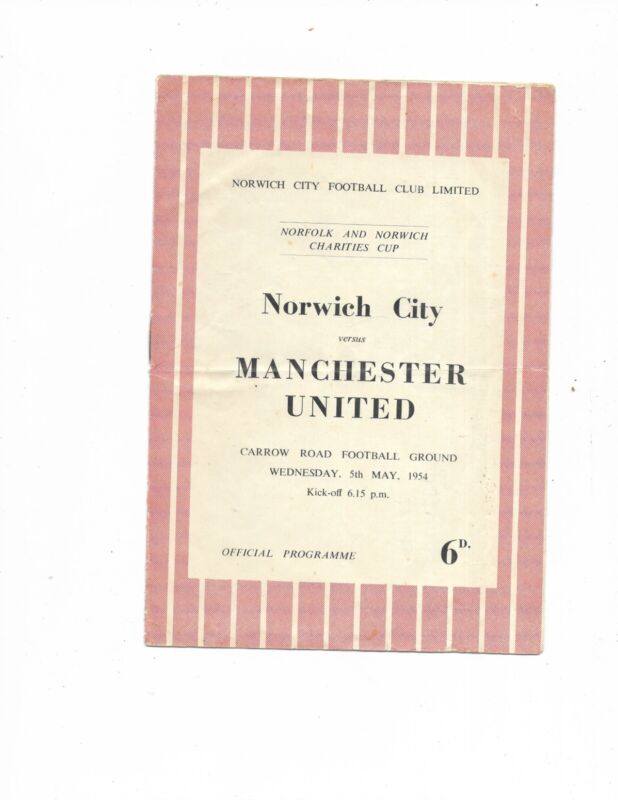 NORWICH CITY FOOTBALL CLUB LIMITED
NORFOLK AND NORWICH
CHARITIES CUP
Norwich City
versus
MANCHESTER
UNITED
CARROW ROAD FOOTBALL GROUND
WEDNESDAY, 5th MAY, 1954
Kick-off 6.15 p.m.
OFFICIAL PROGRAMME 6D.